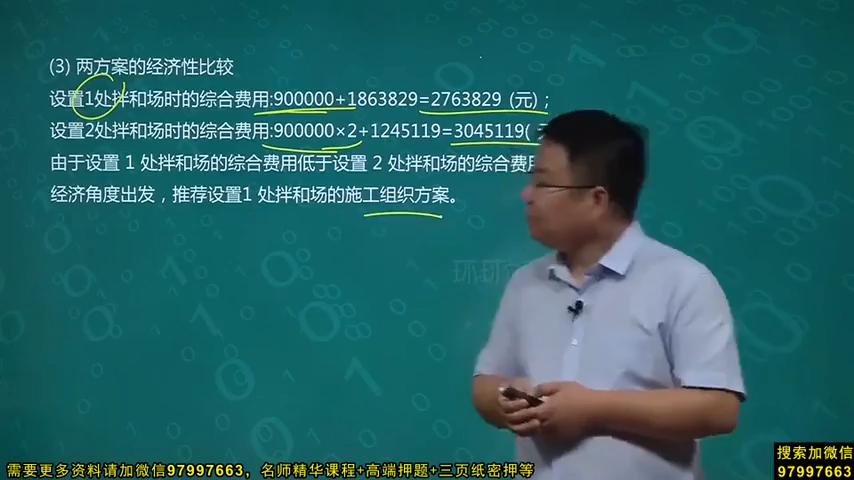 (3) 两方案的经济性比较
设置1处拌和场时的综合费用:900000+1863829=2763829 (元)；
设置2处拌和场时的综合费用:900000×2+1245119=3045119(
由于设置 1 处拌和场的综合费用低于设置 2 处拌和场的综合费用
经济角度出发，推荐设置1 处拌和场的施工组织方案。
环球
需要更多资料请加微信97997663，名师精华课程+高端押题+三页纸密押等
搜索加微信
97997663